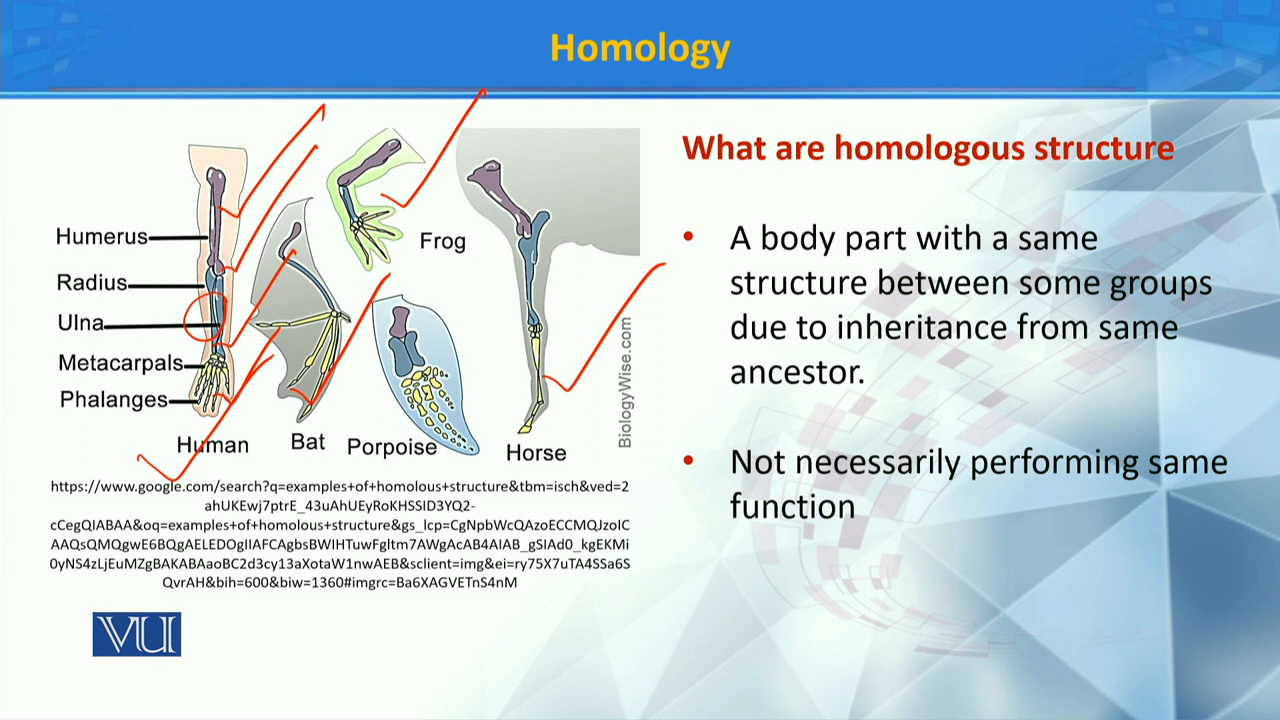 Homology
What are homologous structure
• A body part with a same
structure between some groups
due to inheritance from same
ancestor.
• Not necessarily performing same
function
Humerus
Radius
Ulna
Metacarpals
Phalanges
Human
Bat
Frog
Porpoise
Horse
BiologyWise.com
https://www.google.com/search?q=examples+of+homolous+structure&tbm=isch&ved=2
ahUKEwj7ptrE_43uAhUEyRoKHSSID3YQ2-
cCegQIABAA&oq=examples+of+homolous+structure&gs_lcp=CgNpbWcQAzoECCMQJzoIC
AAQsQMQgwE6BQgAELEDOgIIAFCAgbsBWIHTuwFgltm7AWgAcAB4AIAB_gSIAd0_kgEKMi
0yNS4zLjEuMZgBAKABAaoBC2d3cy13aXotaW1nwAEB&sclient=img&ei=ry75X7uTA4SSa6S
QvrAH&bih=600&biw=1360#imgrc=Ba6XAGVETnS4nM
VU